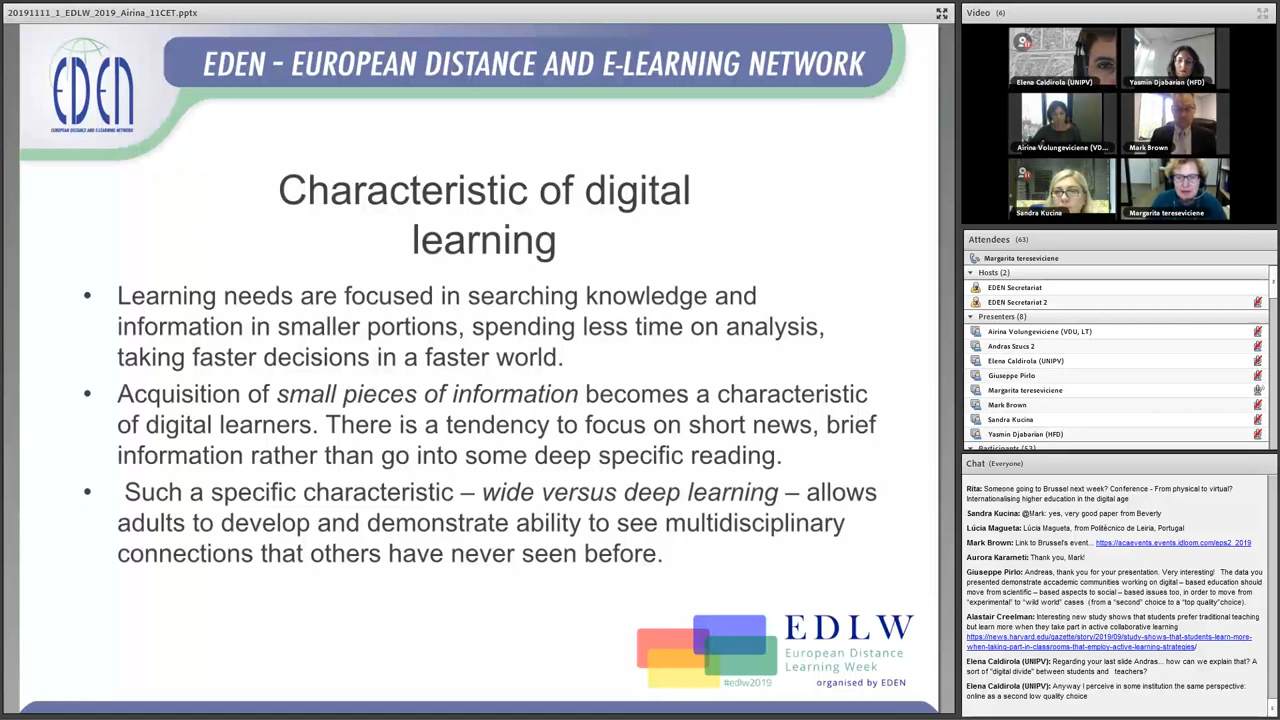 20191111_1_EDLW_2019_Airina_11CET.pptx
EDEN
EUROPEAN DISTANCE AND E-LEARNING NETWORK
EDEN - EUROPEAN DISTANCE AND E-LEARNING NETWORK
Characteristic of digital
learning
• Learning needs are focused in searching knowledge and
information in smaller portions, spending less time on analysis,
taking faster decisions in a faster world.
• Acquisition of small pieces of information becomes a characteristic
of digital learners. There is a tendency to focus on short news, brief
information rather than go into some deep specific reading.
• Such a specific characteristic – wide versus deep learning – allows
adults to develop and demonstrate ability to see multidisciplinary
connections that others have never seen before.
EDLW
European Distance
Learning Week
#edlw2019
organised by EDEN
Video (6)
Elena Caldirola (UNIPV)
Yasmin Djabarian (HFD)
Airina Volungeviciene (VD...
Mark Brown
Sandra Kucina
Margarita tereseviciene
Attendees (63)
Margarita tereseviciene
Hosts (2)
EDEN Secretariat
EDEN Secretariat 2
Presenters (8)
Airina Volungeviciene (VDU, LT)
Andras Szucs 2
Elena Caldirola (UNIPV)
Giuseppe Pirlo
Margarita tereseviciene
Mark Brown
Sandra Kucina
Yasmin Djabarian (HFD)
Participants (53)
Chat (Everyone)
Rita: Someone going to Brussel next week? Conference - From physical to virtual?
Internationalising higher education in the digital age
Sandra Kucina: @Mark: yes, very good paper from Beverly
Lúcia Magueta: Lúcia Magueta, from Politécnico de Leiria, Portugal
Mark Brown: Link to Brussel's event... https://acaevents.events.idloom.com/eps2_2019
Aurora Karameti: Thank you, Mark!
Giuseppe Pirlo: Andreas, thank you for your presentation. Very interesting! The data you
presented demonstrate accademic communities working on digital – based education should
move from scientific – based aspects to social – based issues too, in order to move from
“experimental” to “wild world” cases (from a “second” choice to a “top quality”choice).
Alastair Creelman: Interesting new study shows that students prefer traditional teaching
but learn more when they take part in active collaborative learning
https://news.harvard.edu/gazette/story/2019/09/study-shows-that-students-learn-more-
when-taking-part-in-classrooms-that-employ-active-learning-strategies/
Elena Caldirola (UNIPV): Regarding your last slide Andras... how can we explain that? A
sort of "digital divide" between students and teachers?
Elena Caldirola (UNIPV): Anyway I perceive in some institution the same perspective:
online as a second low quality choice